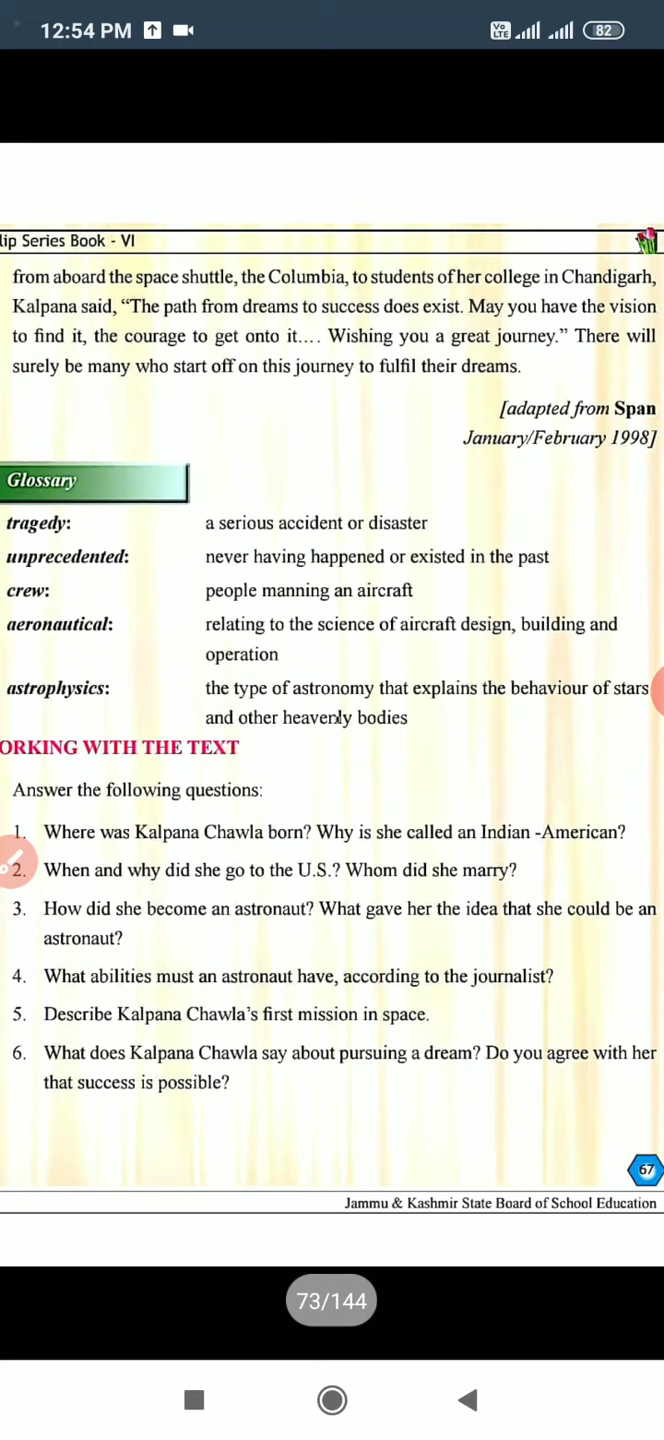 12:54 PM
Vo LTE 82
lip Series Book - VI
from aboard the space shuttle, the Columbia, to students of her college in Chandigarh,
Kalpana said, “The path from dreams to success does exist. May you have the vision
to find it, the courage to get onto it.... Wishing you a great journey.” There will
surely be many who start off on this journey to fulfil their dreams.
[adapted from Span
January/February 1998]
Glossary
tragedy: a serious accident or disaster
unprecedented: never having happened or existed in the past
crew: people manning an aircraft
aeronautical: relating to the science of aircraft design, building and
operation
astrophysics: the type of astronomy that explains the behaviour of stars
and other heavenly bodies
ORKING WITH THE TEXT
Answer the following questions:
1. Where was Kalpana Chawla born? Why is she called an Indian -American?
2. When and why did she go to the U.S.? Whom did she marry?
3. How did she become an astronaut? What gave her the idea that she could be an
astronaut?
4. What abilities must an astronaut have, according to the journalist?
5. Describe Kalpana Chawla’s first mission in space.
6. What does Kalpana Chawla say about pursuing a dream? Do you agree with her
that success is possible?
67
Jammu & Kashmir State Board of School Education
73/144